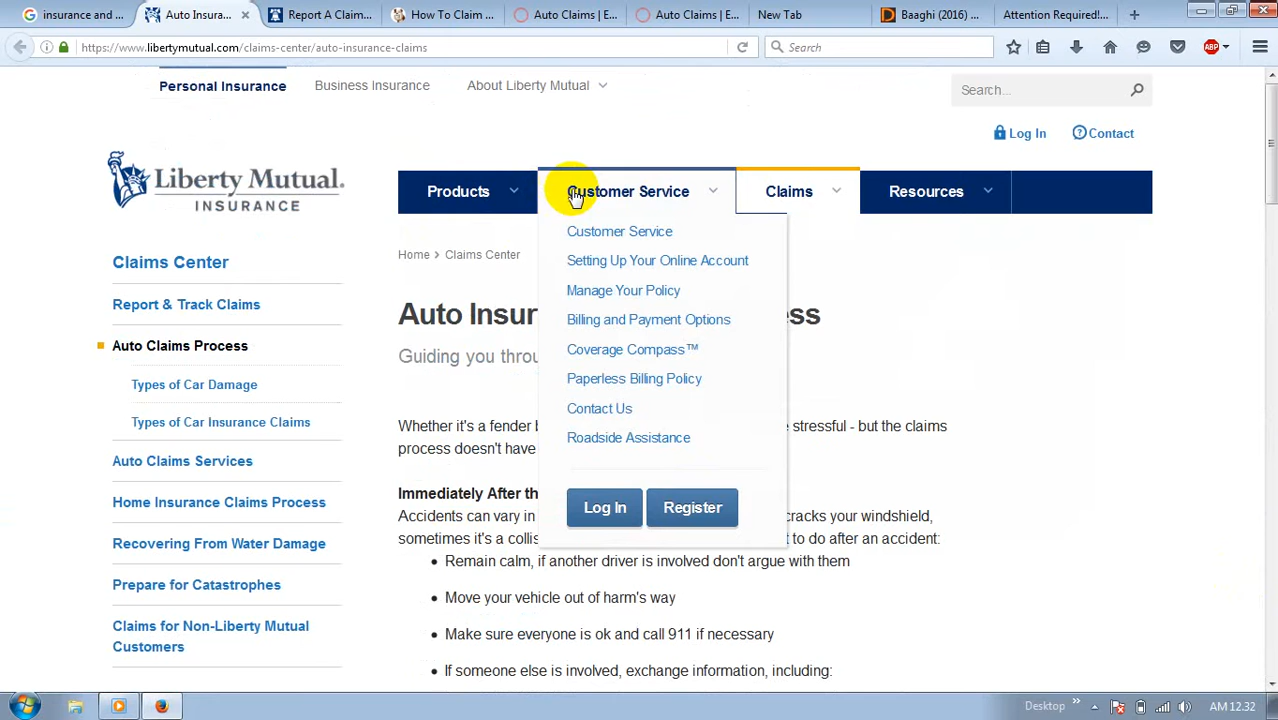 insurance and ...
Auto Insura...
Report A Claim...
How To Claim ...
Auto Claims | E...
Auto Claims | E...
New Tab
Baaghi (2016) ...
Attention Required!...
https://www.libertymutual.com/claims-center/auto-insurance-claims
Search
ABP
Personal Insurance
Business Insurance
About Liberty Mutual
Search...
Log In
Contact
Liberty Mutual.
INSURANCE
Products
Customer Service
Claims
Resources
Customer Service
Setting Up Your Online Account
Manage Your Policy
Billing and Payment Options
Coverage Compass™
Paperless Billing Policy
Contact Us
Roadside Assistance
Log In
Register
Claims Center
Report & Track Claims
Auto Claims Process
Types of Car Damage
Types of Car Insurance Claims
Auto Claims Services
Home Insurance Claims Process
Recovering From Water Damage
Prepare for Catastrophes
Claims for Non-Liberty Mutual
Customers
Home > Claims Center
Auto Insur ss
Guiding you throu
Whether it's a fender b e stressful - but the claims
process doesn't have
Immediately After th
Accidents can vary in cracks your windshield,
sometimes it's a collis t to do after an accident:
• Remain calm, if another driver is involved don't argue with them
• Move your vehicle out of harm's way
• Make sure everyone is ok and call 911 if necessary
• If someone else is involved, exchange information, including:
Desktop
AM 12:32